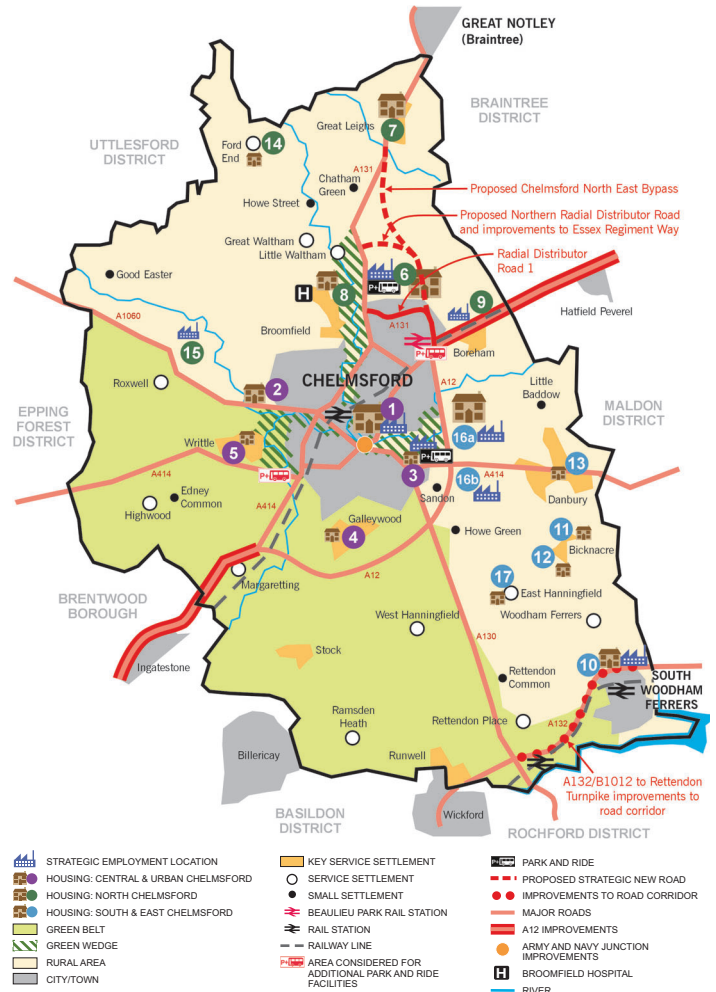 GREAT NOTLEY
(Braintree)
BRAINTREE
DISTRICT
UTTLESFORD
DISTRICT
Great Leighs
7
Ford
End
14
A131
Chatham
Green
Proposed Chelmsford North East Bypass
Howe Street
Proposed Northern Radial Distributor Road
and improvements to Essex Regiment Way
Great Waltham
Little Waltham
Radial Distributor
Road 1
Good Easter
P+
6
H
8
9
Hatfield Peverel
A1060
Broomfield
A131
15
P+
Boreham
Roxwell
CHELMSFORD
A12
Little
Baddow
2
1
EPPING
FOREST
DISTRICT
MALDON
DISTRICT
Writtle
5
16a
P+
3
A414
13
A414
P+
16b
Sandon
Danbury
Edney
Common
Highwood
A414
Galleywood
4
Howe Green
11
Bicknacre
12
A12
17
East Hanningfield
Margaretting
BRENTWOOD
BOROUGH
West Hanningfield
Woodham Ferrers
A130
Stock
10
SOUTH
WOODHAM
FERRERS
Ingatestone
Rettendon
Common
Ramsden
Heath
Rettendon Place
A132
Billericay
Runwell
A132/B1012 to Rettendon
Turnpike improvements to
road corridor
BASILDON
DISTRICT
Wickford
ROCHFORD DISTRICT
STRATEGIC EMPLOYMENT LOCATION
HOUSING: CENTRAL & URBAN CHELMSFORD
HOUSING: NORTH CHELMSFORD
HOUSING: SOUTH & EAST CHELMSFORD
GREEN BELT
GREEN WEDGE
RURAL AREA
CITY/TOWN
KEY SERVICE SETTLEMENT
SERVICE SETTLEMENT
SMALL SETTLEMENT
BEAULIEU PARK RAIL STATION
RAIL STATION
RAILWAY LINE
P+
AREA CONSIDERED FOR
ADDITIONAL PARK AND RIDE
FACILITIES
P+
PARK AND RIDE
PROPOSED STRATEGIC NEW ROAD
IMPROVEMENTS TO ROAD CORRIDOR
MAJOR ROADS
A12 IMPROVEMENTS
ARMY AND NAVY JUNCTION
IMPROVEMENTS
H
BROOMFIELD HOSPITAL
RIVER